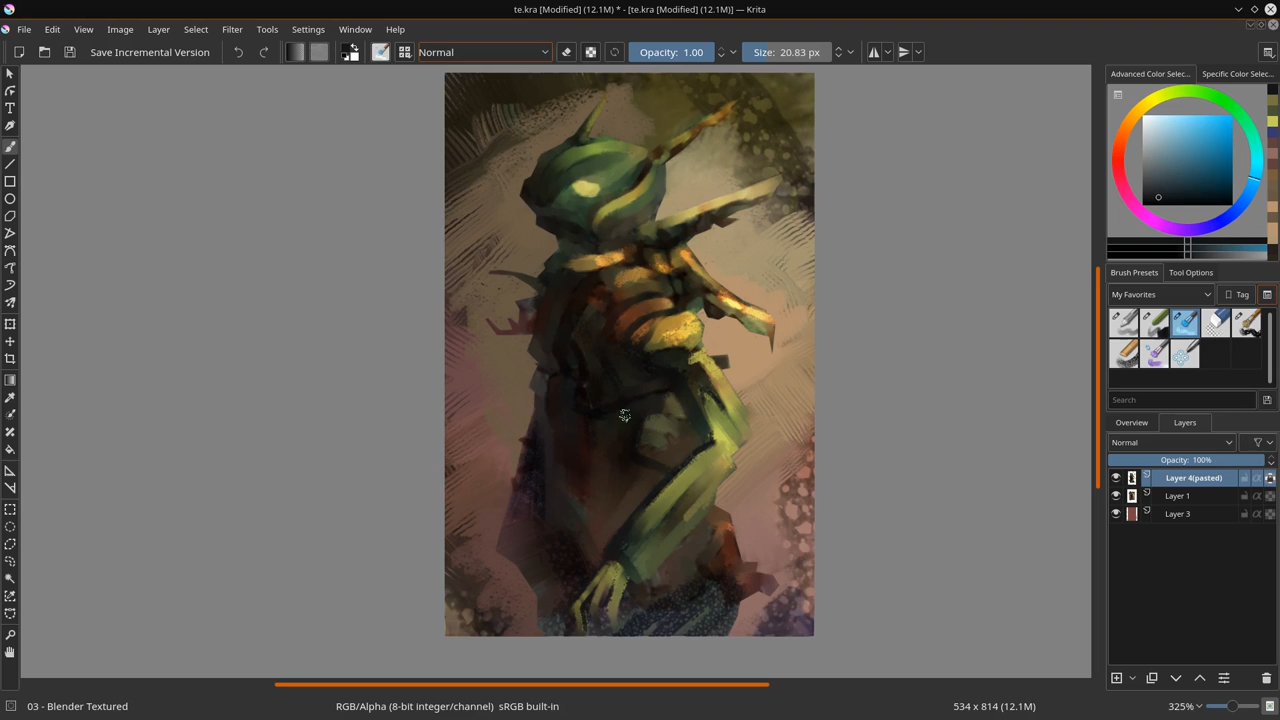 te.kra [Modified] (12.1M) * - [te.kra [Modified] (12.1M)] — Krita
File Edit View Image Layer Select Filter Tools Settings Window Help
Save Incremental Version Normal Opacity: 1.00 Size: 20.83 px
Advanced Color Selec... Specific Color Selec...
Brush Presets Tool Options
My Favorites Tag
Search
Overview Layers
Normal
Opacity: 100%
Layer 4(pasted)
Layer 1
Layer 3
03 - Blender Textured RGB/Alpha (8-bit integer/channel) sRGB built-in 534 x 814 (12.1M) 325%